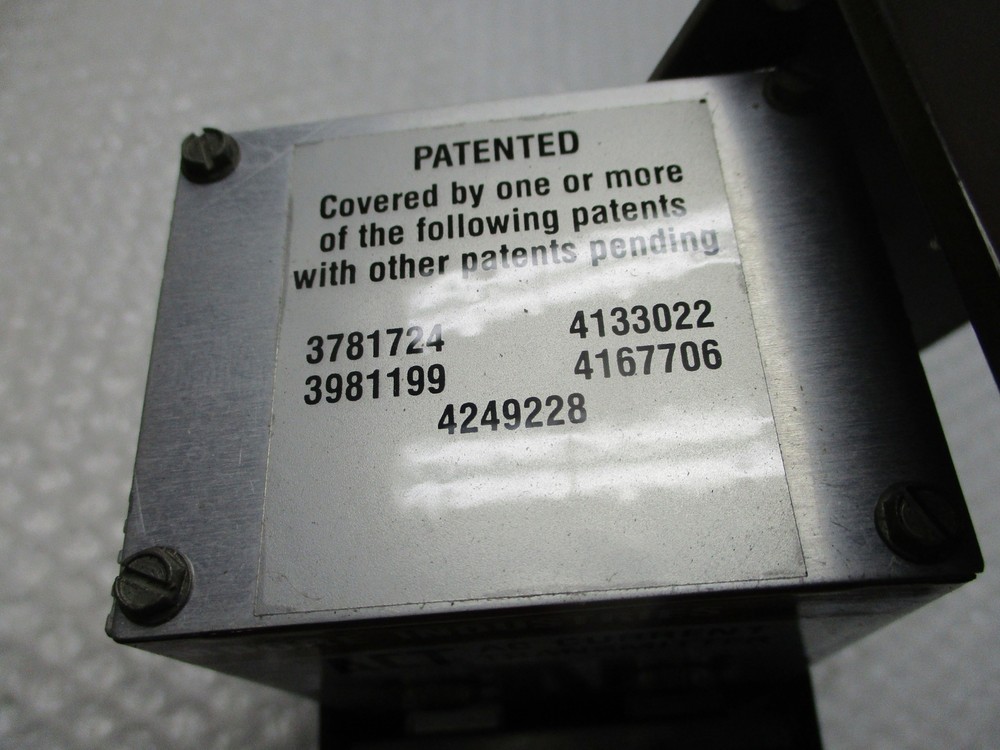 PATENTED
Covered by one or more
of the following patents
with other patents pending
3781724 4133022
3981199 4167706
4249228